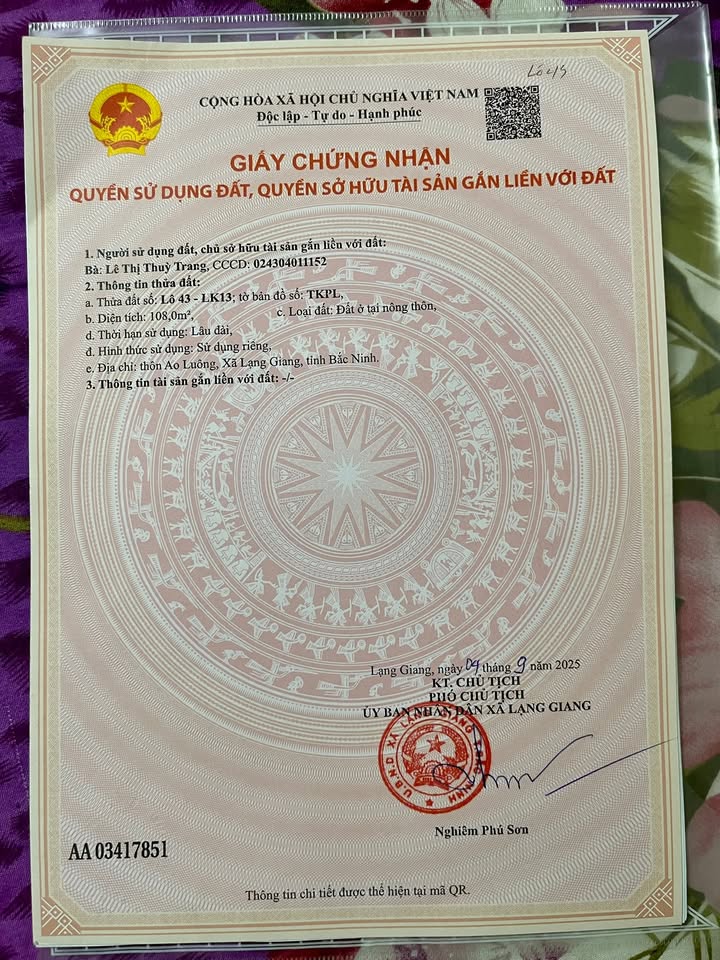 Lô 43
CỘNG HÒA XÃ HỘI CHỦ NGHĨA VIỆT NAM
Độc lập - Tự do - Hạnh phúc
GIẤY CHỨNG NHẬN
QUYỀN SỬ DỤNG ĐẤT, QUYỀN SỞ HỮU TÀI SẢN GẮN LIỀN VỚI ĐẤT
1. Người sử dụng đất, chủ sở hữu tài sản gắn liền với đất:
Bà: Lê Thị Thuỳ Trang, CCCD: 024304011152
2. Thông tin thửa đất:
a. Thửa đất số: Lô 43 - LK13; tờ bản đồ số: TKPL,
b. Diện tích: 108,0m², c. Loại đất: Đất ở tại nông thôn,
d. Thời hạn sử dụng: Lâu dài,
đ. Hình thức sử dụng: Sử dụng riêng,
e. Địa chỉ: thôn Ao Luông, Xã Lạng Giang, tỉnh Bắc Ninh.
3. Thông tin tài sản gắn liền với đất: -/-
Lạng Giang, ngày 09 tháng 9 năm 2025
KT. CHỦ TỊCH
PHÓ CHỦ TỊCH
ỦY BAN NHÂN DÂN XÃ LẠNG GIANG
U.B.N.D XÃ LẠNG GIANG
Nghiêm Phú Sơn
AA 03417851
Thông tin chi tiết được thể hiện tại mã QR.